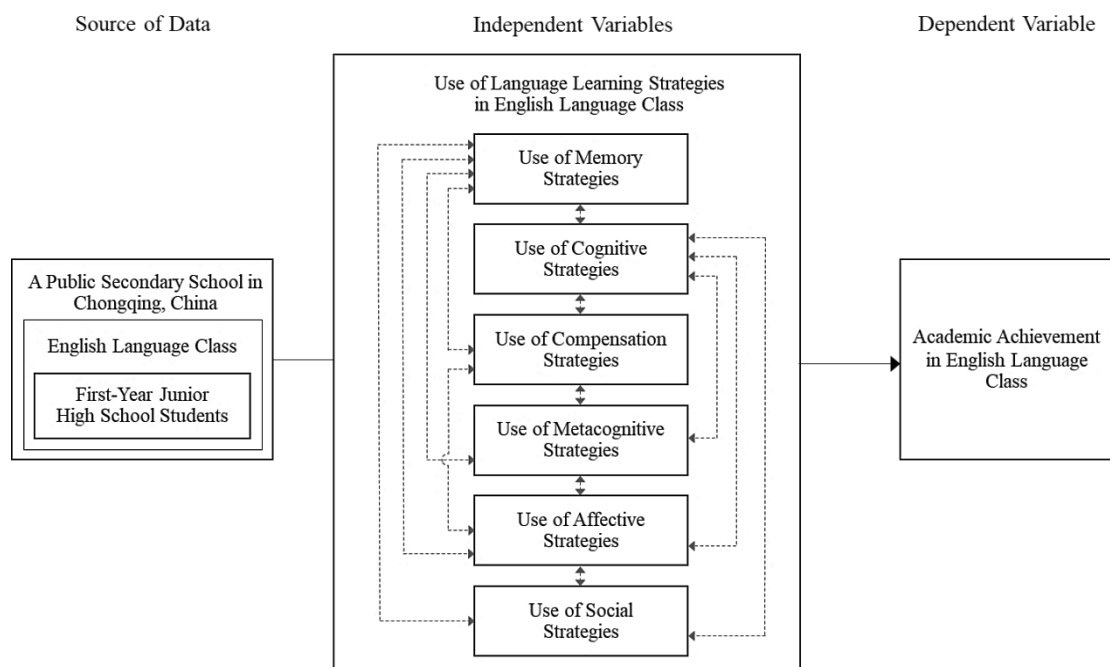 Source of Data
Independent Variables
Dependent Variable
Use of Language Learning Strategies
in English Language Class
Use of Memory
Strategies
Use of Cognitive
Strategies
A Public Secondary School in
Chongqing, China
English Language Class
First-Year Junior
High School Students
Use of Compensation
Strategies
Use of Metacognitive
Strategies
Use of Affective
Strategies
Use of Social
Strategies
Academic Achievement
in English Language
Class